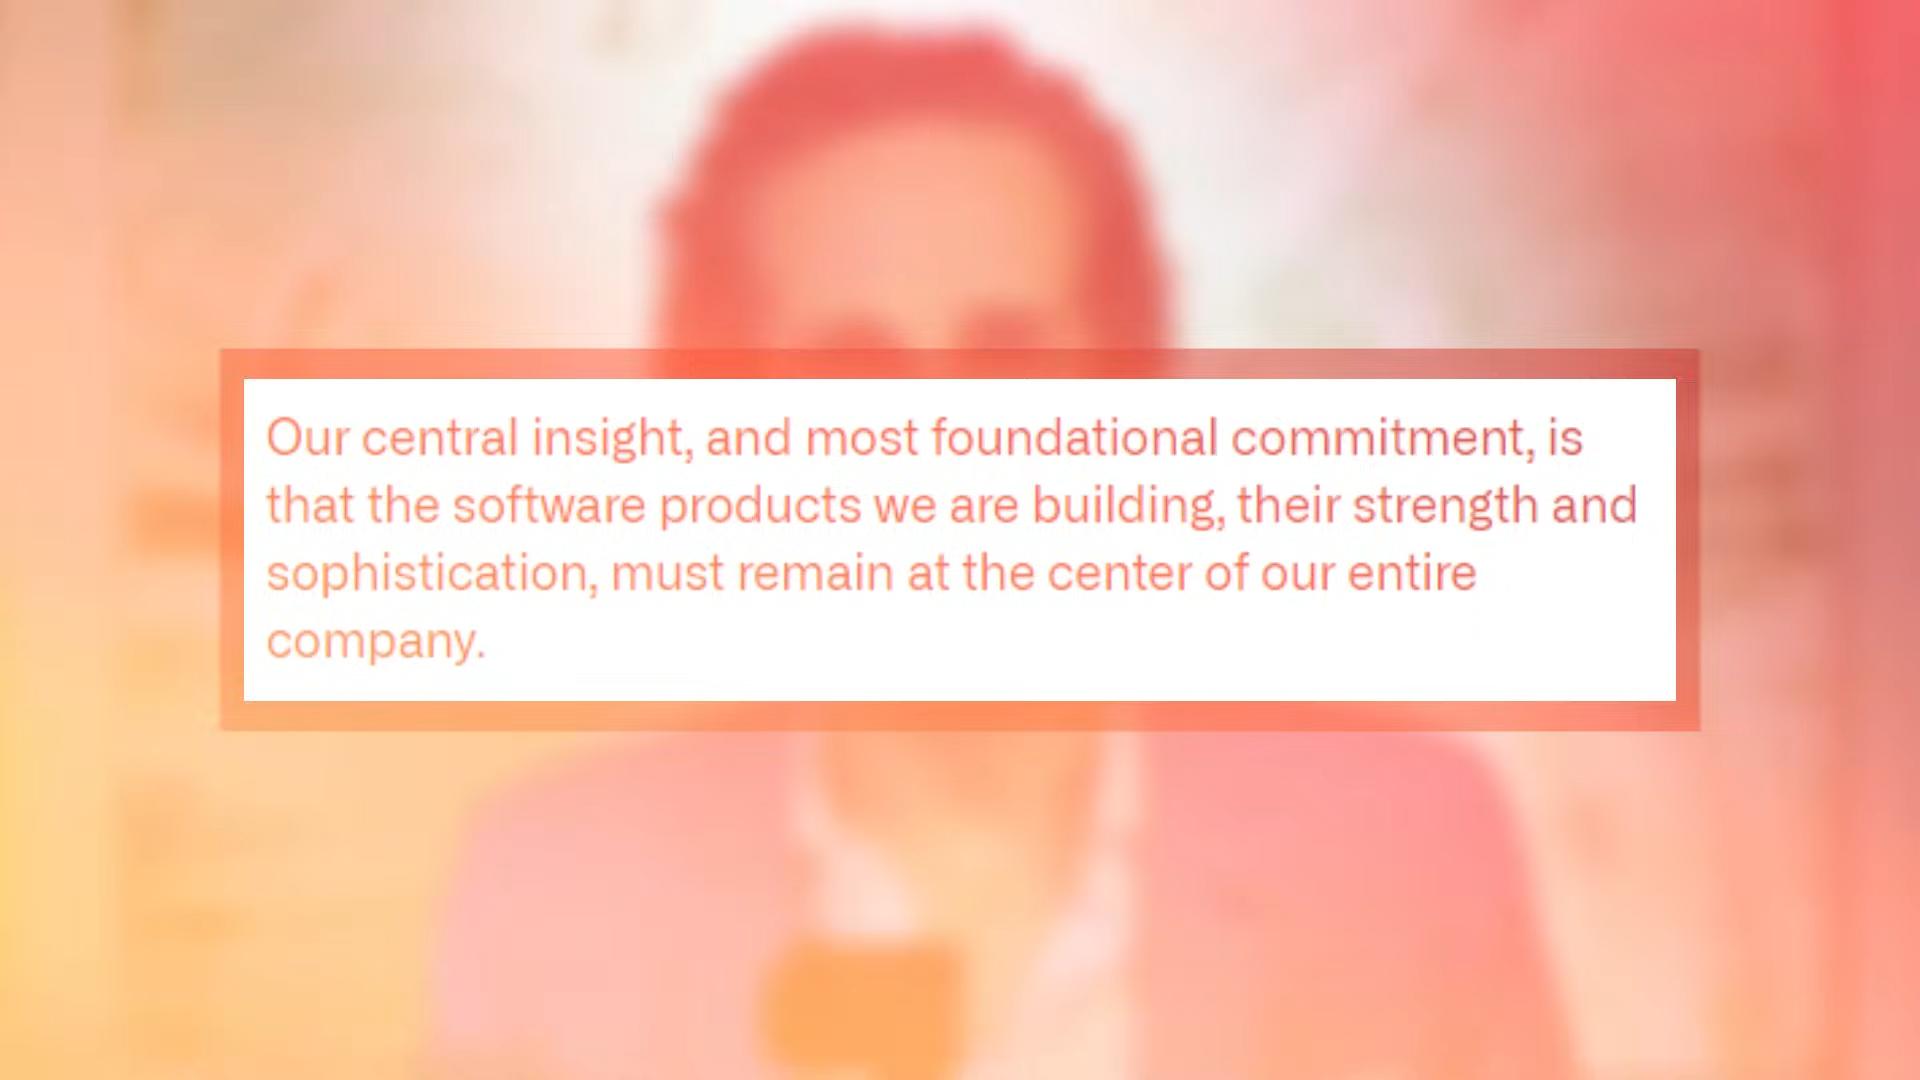 Our central insight, and most foundational commitment, is
that the software products we are building, their strength and
sophistication, must remain at the center of our entire
company.